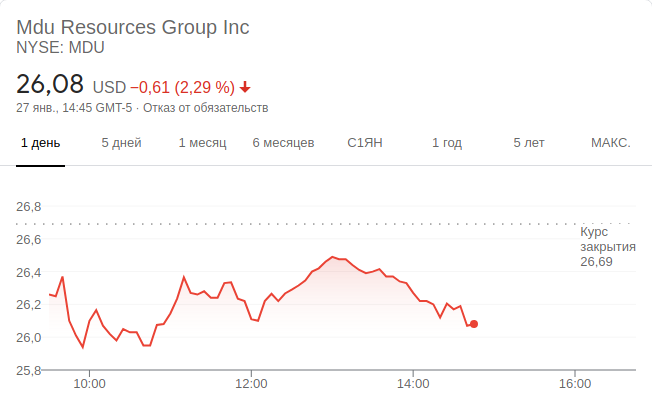 Mdu Resources Group Inc
NYSE: MDU
26,08 USD −0,61 (2,29 %)
27 янв., 14:45 GMT-5 · Отказ от обязательств
1 день 5 дней 1 месяц 6 месяцев С1ЯН 1 год 5 лет МАКС.
26,8
Курс
закрытия
26,69
26,6
26,4
26,2
26,0
25,8
10:00 12:00 14:00 16:00